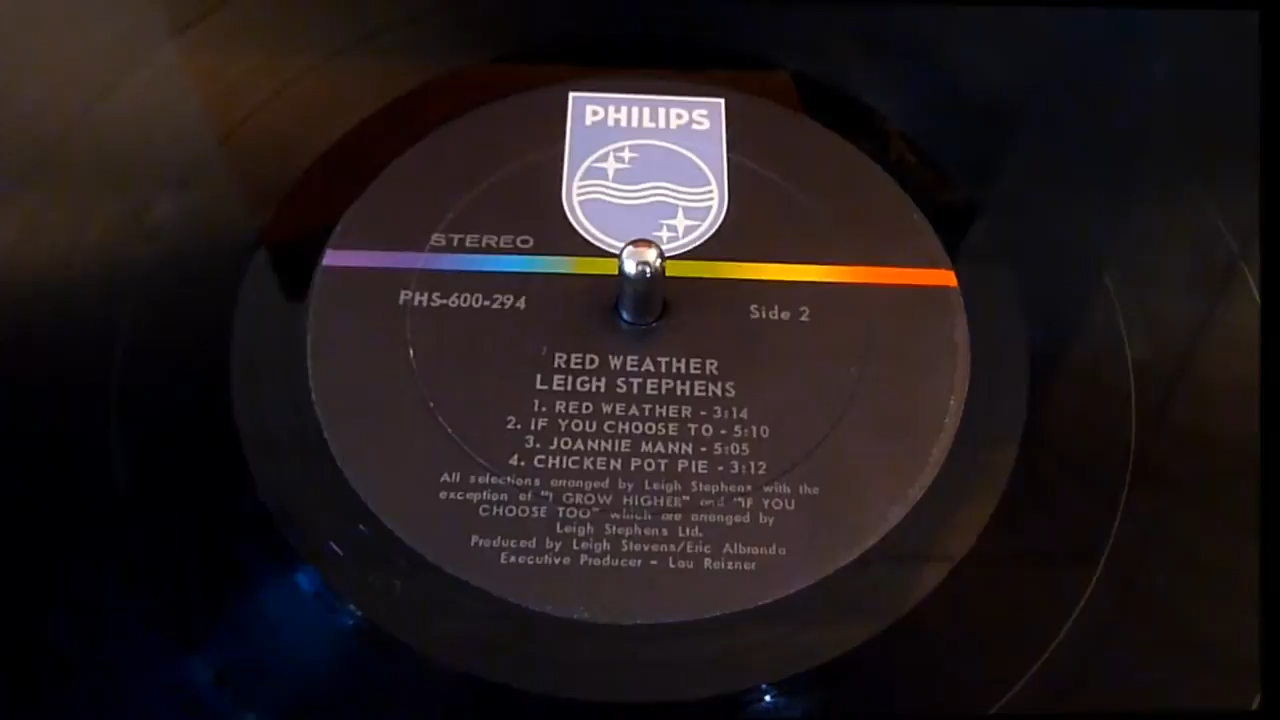 PHILIPS
STEREO
PHS-600-294
Side 2
RED WEATHER
LEIGH STEPHENS
1. RED WEATHER - 3:14
2. IF YOU CHOOSE TO - 5:10
3. JOANNIE MANN - 5:05
4. CHICKEN POT PIE - 3:12
All selections arranged by Leigh Stephens with the
exception of "I GROW HIGHER" and "IF YOU
CHOOSE TOO" which are arranged by
Leigh Stephens Ltd.
Produced by Leigh Stevens/Eric Albronda
Executive Producer - Lou Reizner